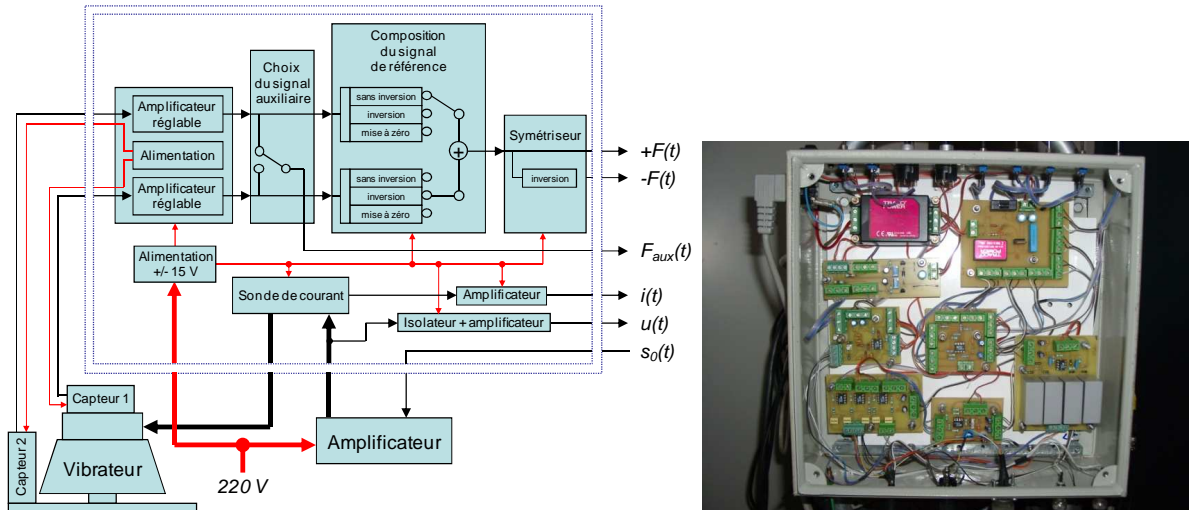 Composition
du signal
de référence
Choix
du signal
auxiliaire
Amplificateur
réglable
Alimentation
Amplificateur
réglable
sans inversion
inversion
mise à zéro
sans inversion
inversion
mise à zéro
Symétriseur
inversion
+F(t)
-F(t)
Faux(t)
i(t)
u(t)
s0(t)
Alimentation
+/- 15 V
Sonde de courant
Amplificateur
Isolateur + amplificateur
Capteur 1
Capteur 2
Vibrateur
Amplificateur
220 V
POWER